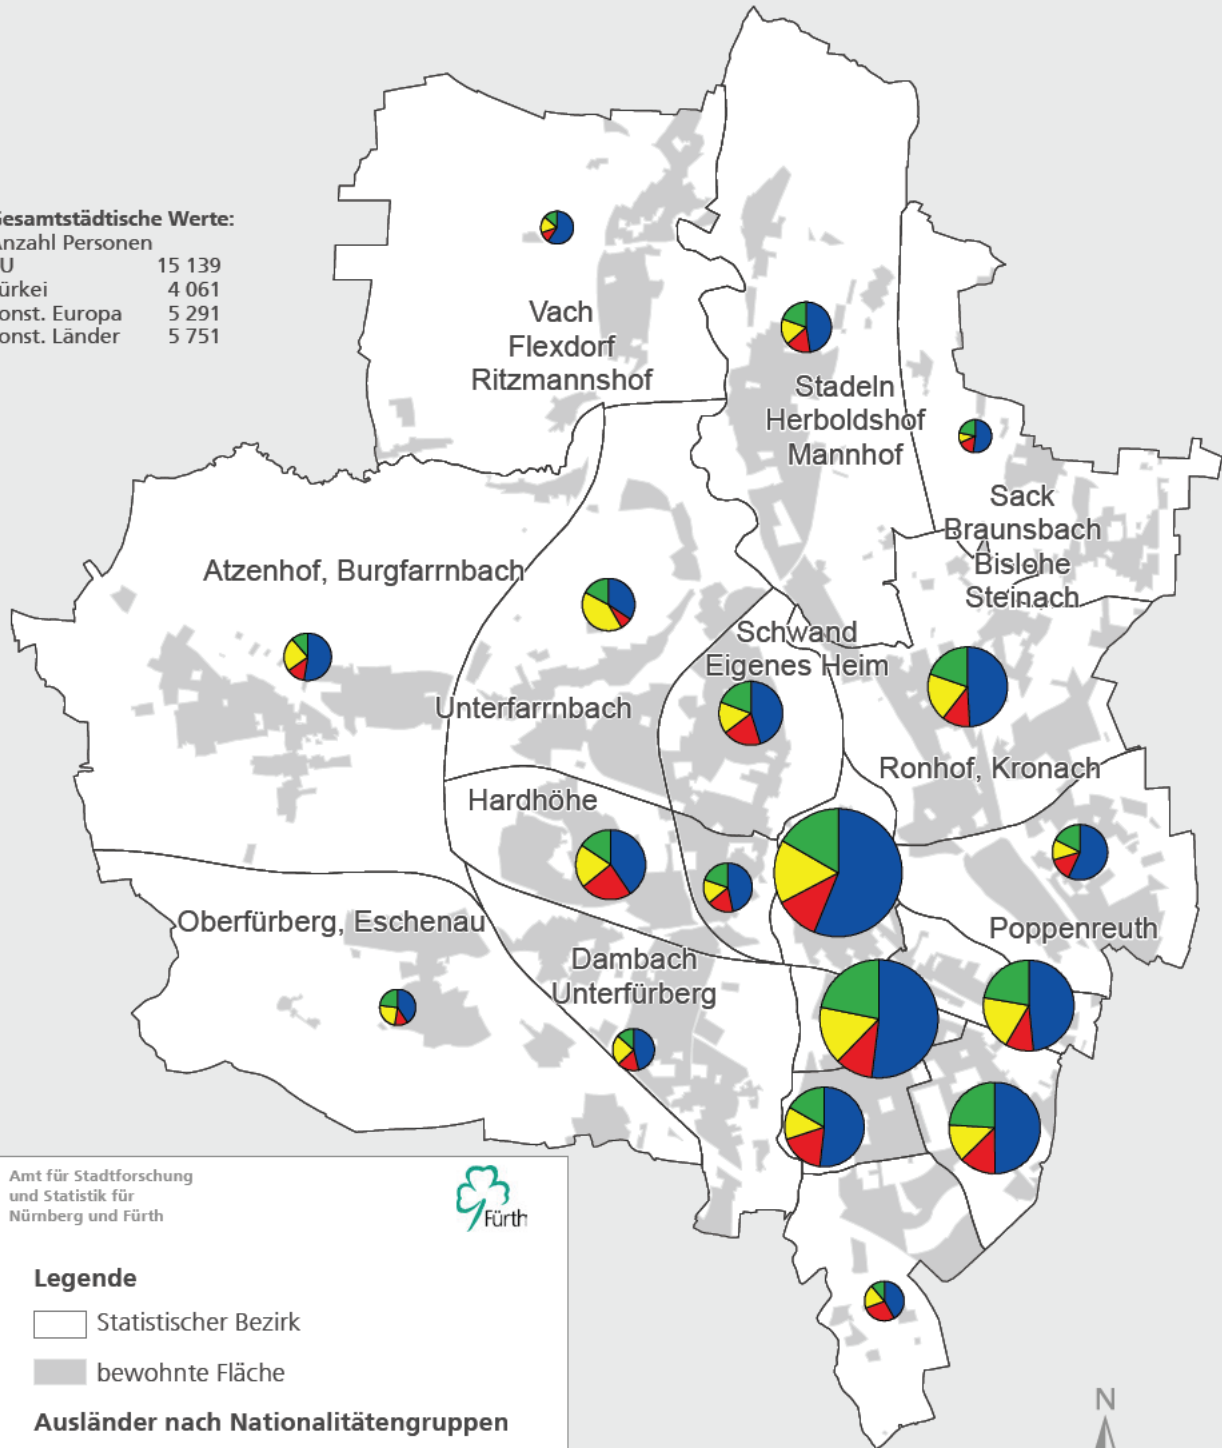 esamtstädtische Werte:
nzahl Personen
U 15 139
ürkei 4 061
onst. Europa 5 291
onst. Länder 5 751
Vach
Flexdorf
Ritzmannshof
Stadeln
Herboldshof
Mannhof
Sack
Braunsbach
Bislohe
Steinach
Atzenhof, Burgfarrnbach
Schwand
Eigenes Heim
Unterfarrnbach
Ronhof, Kronach
Hardhöhe
Oberfürberg, Eschenau
Poppenreuth
Dambach
Unterfürberg
Amt für Stadtforschung
und Statistik für
Nürnberg und Fürth
Fürth
Legende
Statistischer Bezirk
bewohnte Fläche
Ausländer nach Nationalitätengruppen
N